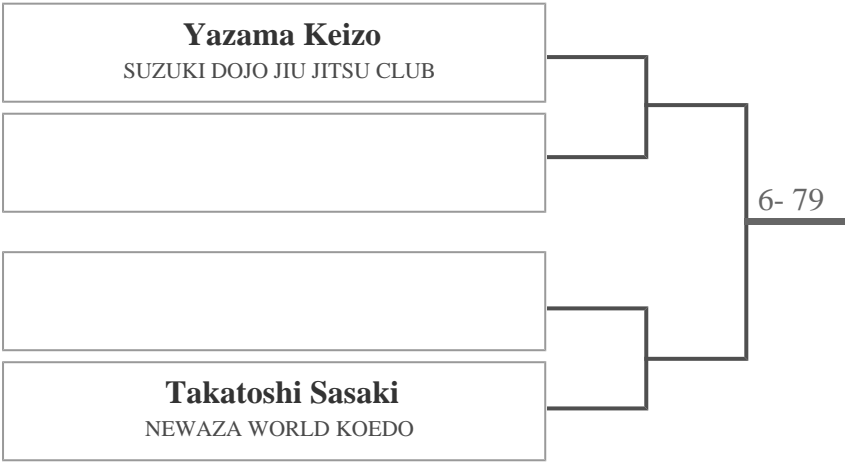 Yazama Keizo
SUZUKI DOJO JIU JITSU CLUB
6- 79
Takatoshi Sasaki
NEWAZA WORLD KOEDO